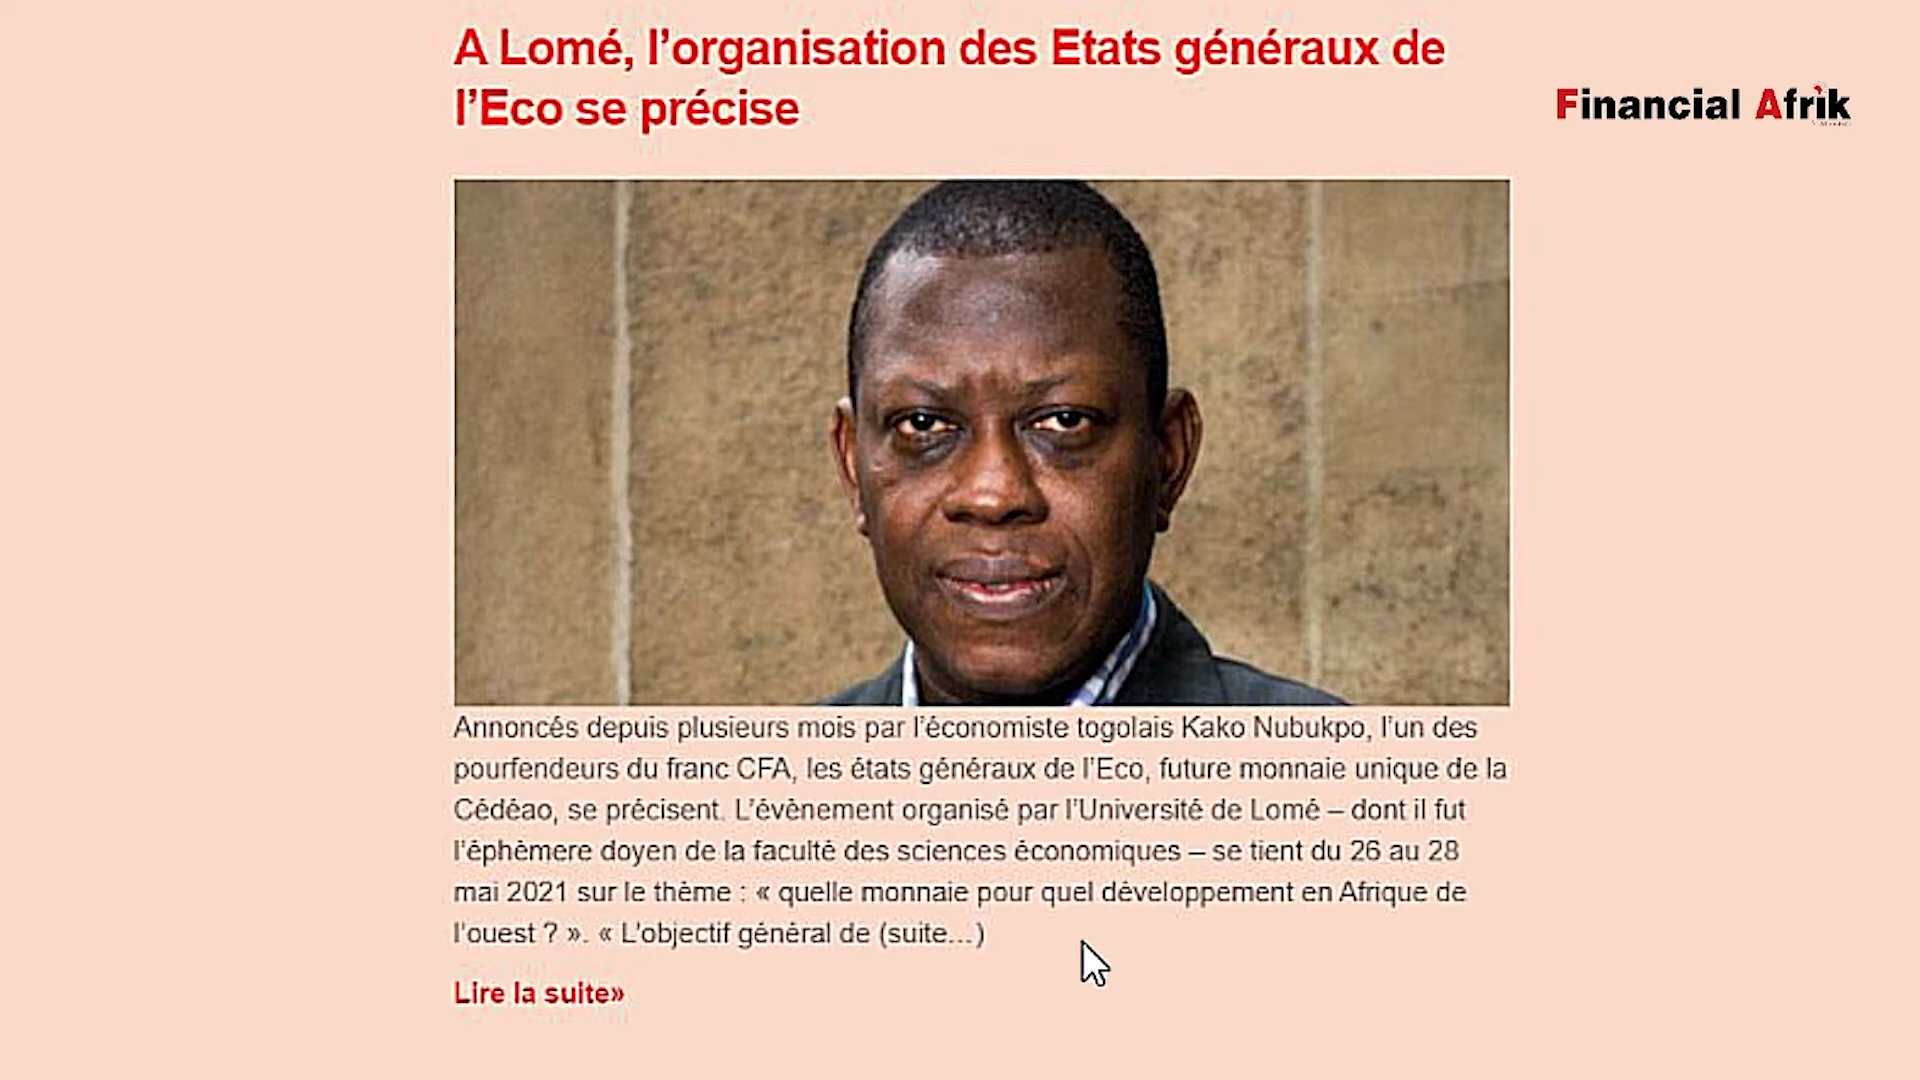 A Lomé, l’organisation des Etats généraux de
l’Eco se précise
Financial Afrik
Annoncés depuis plusieurs mois par l’économiste togolais Kako Nubukpo, l’un des
pourfendeurs du franc CFA, les états généraux de l’Eco, future monnaie unique de la
Cédéao, se précisent. L’évènement organisé par l’Université de Lomé – dont il fut
l’éphémère doyen de la faculté des sciences économiques – se tient du 26 au 28
mai 2021 sur le thème : « quelle monnaie pour quel développement en Afrique de
l’ouest ? ». « L’objectif général de (suite…)
Lire la suite»